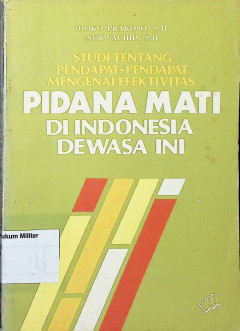 DJOKO PRAKOSO, S.H.
NURWACHID, S.H.
STUDI TENTANG
PENDAPAT-PENDAPAT
MENGENAI EFEKTIVITAS
PIDANA MATI
DI INDONESIA
DEWASA INI
ukum Militer